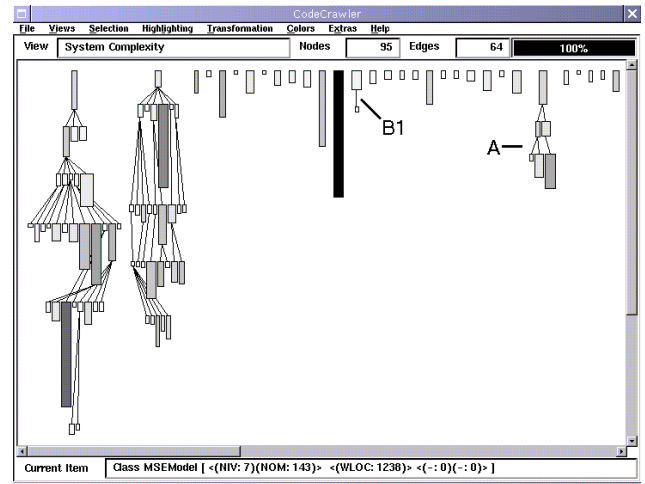 CodeCrawler
File Views Selection Highlighting Transformation Colors Extras Help
View System Complexity Nodes 95 Edges 64 100%
B1
A
Current Item Class MSEModel [ <(NIV: 7)(NOM: 143)> <(WLOC: 1238)> <(-: 0)(-: 0)> ]